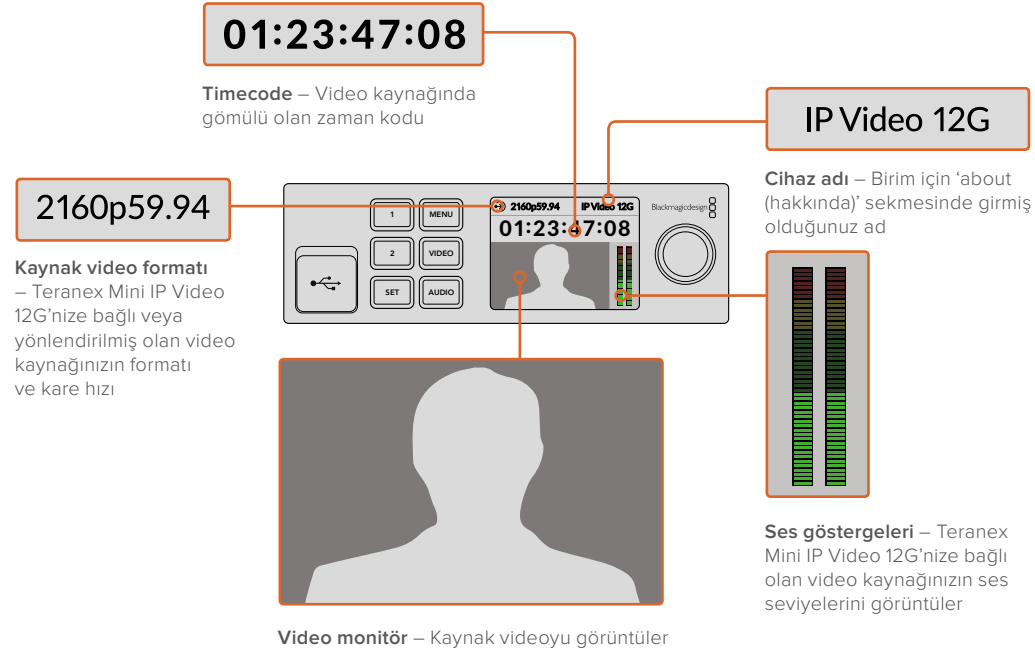 01:23:47:08
Timecode – Video kaynağında
gömülü olan zaman kodu
IP Video 12G
Cihaz adı – Birim için ‘about
(hakkında)’ sekmesinde girmiş
olduğunuz ad
2160p59.94
Kaynak video formatı
– Teranex Mini IP Video
12G’nize bağlı veya
yönlendirilmiş olan video
kaynağınızın formatı
ve kare hızı
1
MENU
2
VIDEO
SET
AUDIO
2160p59.94 IP Video 12G
01:23:47:08
Blackmagicdesign
Ses göstergeleri – Teranex
Mini IP Video 12G’nize bağlı
olan video kaynağınızın ses
seviyelerini görüntüler
Video monitör – Kaynak videoyu görüntüler